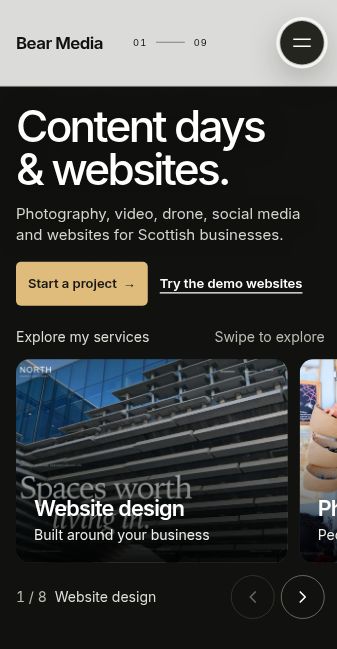 Bear Media
01 09
Content days
& websites.
Photography, video, drone, social media
and websites for Scottish businesses.
Start a project →
Try the demo websites
Explore my services
Swipe to explore
NORTH
Spaces worth
living in.
Website design
Built around your business
Ph
Pe
1 / 8 Website design